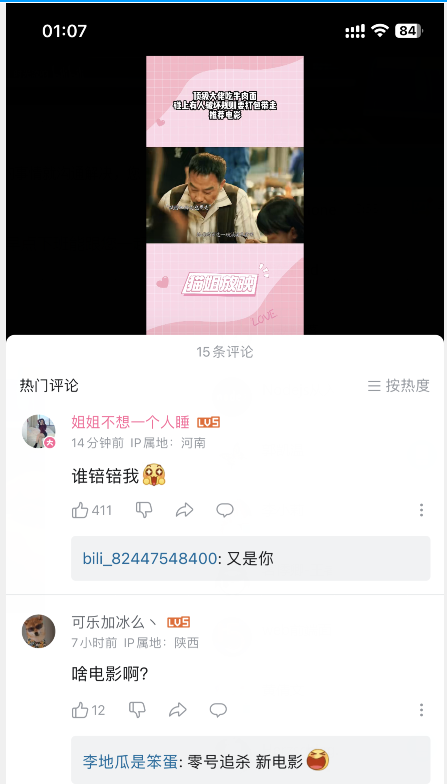 01:07
84
顶级大佬吃牛肉面
碰上有人破坏规则要打包带走
推荐电影
猫姐放映
LOVE
15条评论
热门评论
按热度
姐姐不想一个人睡 LV5
大
14分钟前 IP属地：河南
谁锫锫我
411
bili_82447548400: 又是你
可乐加冰么丶 LV5
7小时前 IP属地：陕西
啥电影啊?
12
李地瓜是笨蛋: 零号追杀 新电影